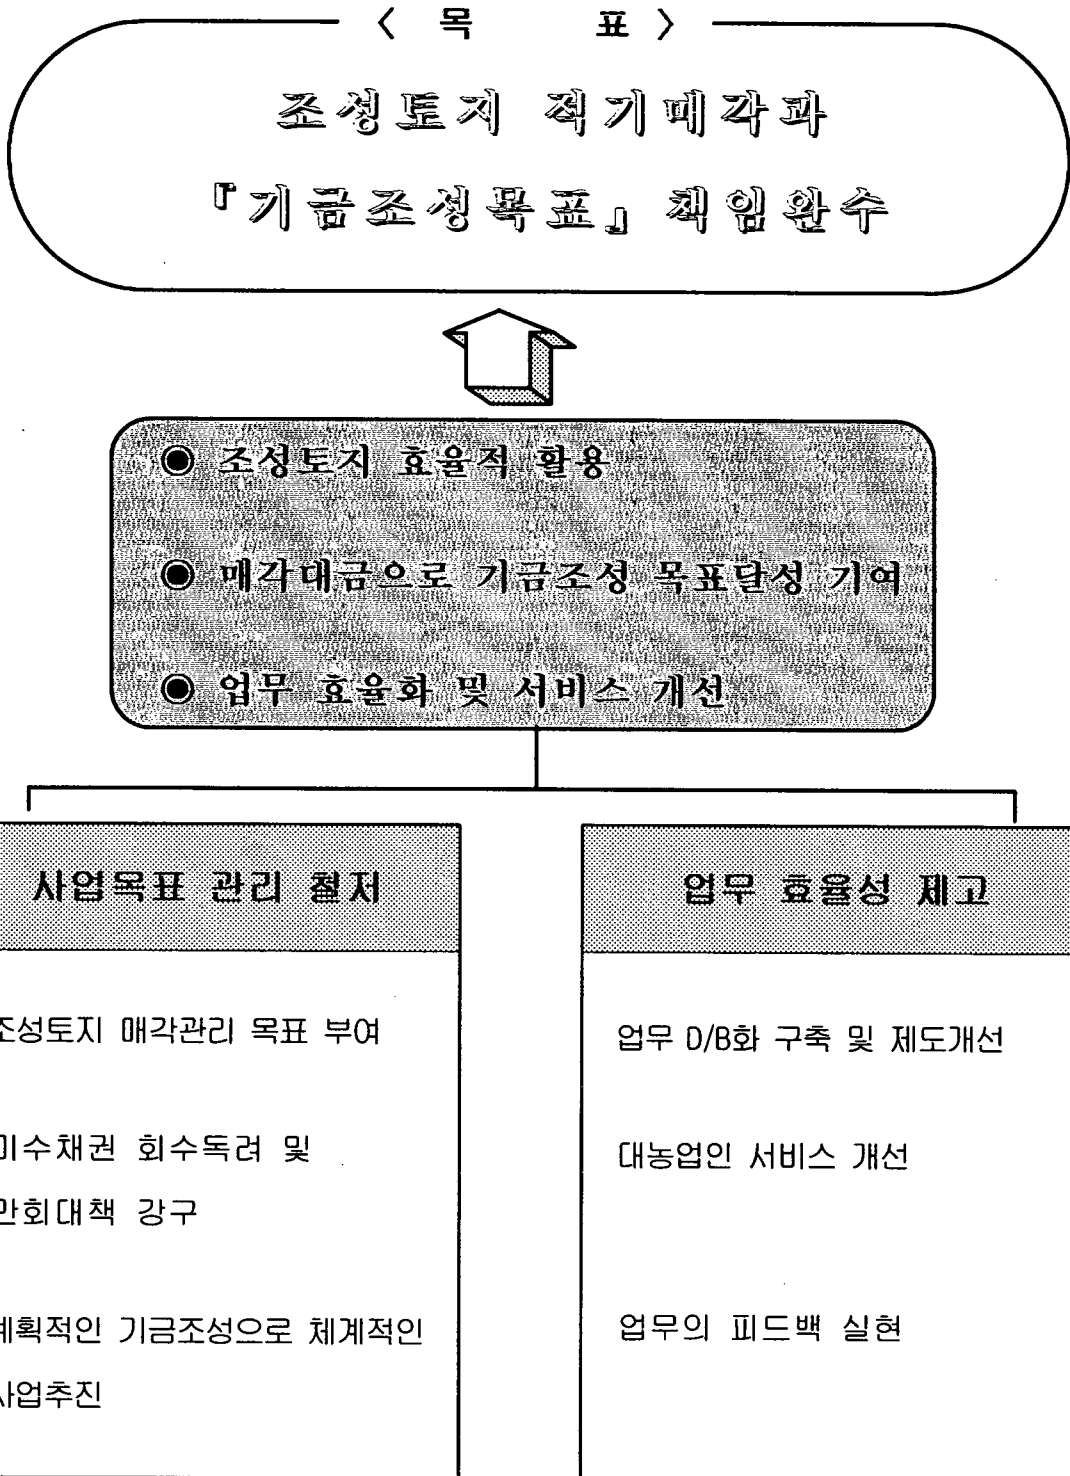 〈 목 표 〉
조성토지 적기매각과
『기금조성목표』 책임완수
◉ 조성토지 효율적 활용
◉ 매각대금으로 기금조성 목표달성 기여
◉ 업무 효율화 및 서비스 개선
사업목표 관리 철저
조성토지 매각관리 목표 부여
미수채권 회수독려 및
만회대책 강구
계획적인 기금조성으로 체계적인
사업추진
업무 효율성 제고
업무 D/B화 구축 및 제도개선
대농업인 서비스 개선
업무의 피드백 실현